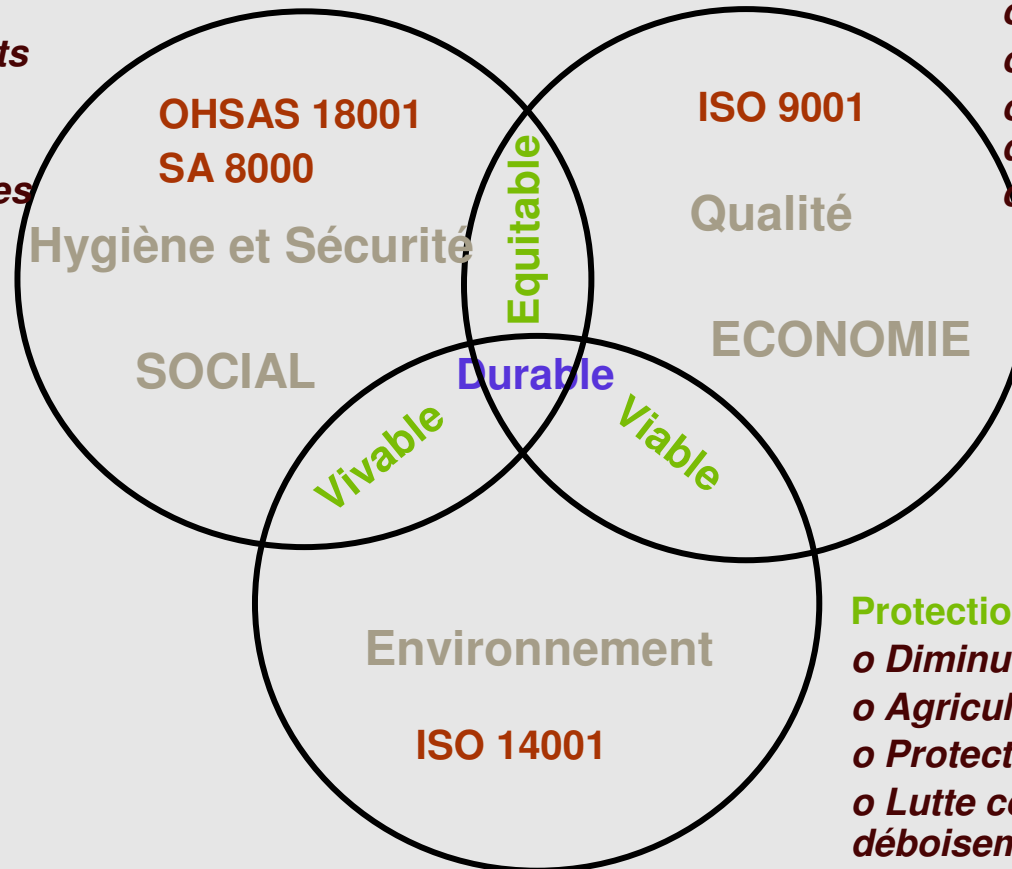 OHSAS 18001
SA 8000
Hygiène et Sécurité
SOCIAL
ISO 9001
Qualité
ECONOMIE
Equitable
Durable
Vivable
Viable
Environnement
ISO 14001
o
o Lutte